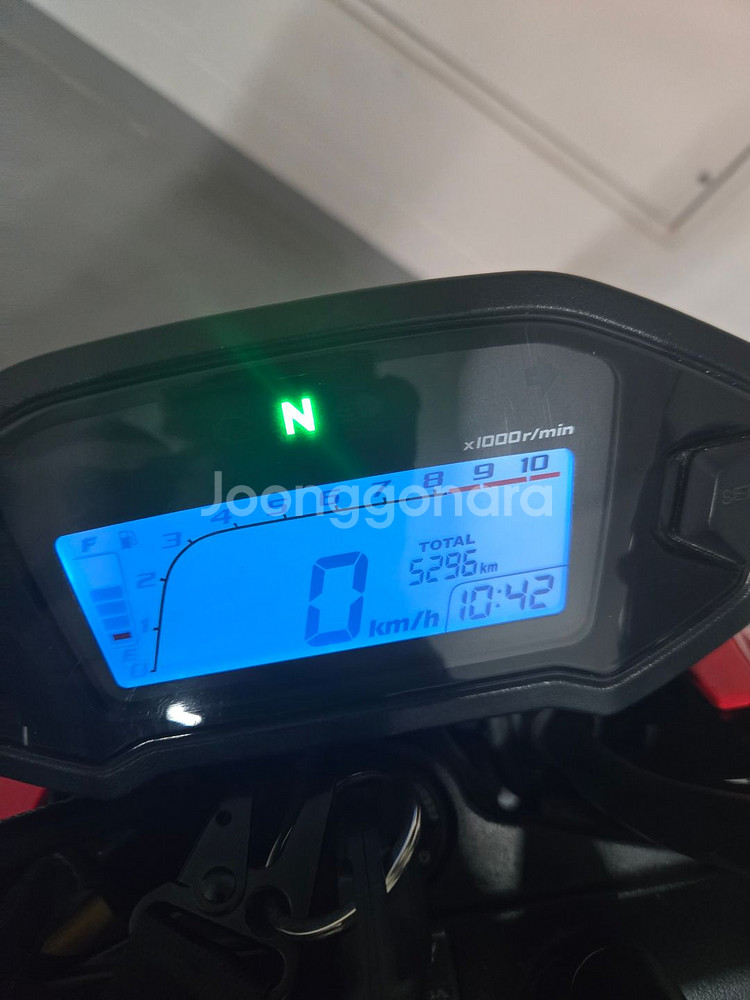 N
x1000r/min
0 1 2 3 4 5 6 7 8 9 10
Joonggonara
F
E
TOTAL
5296 km
0 km/h
10:42